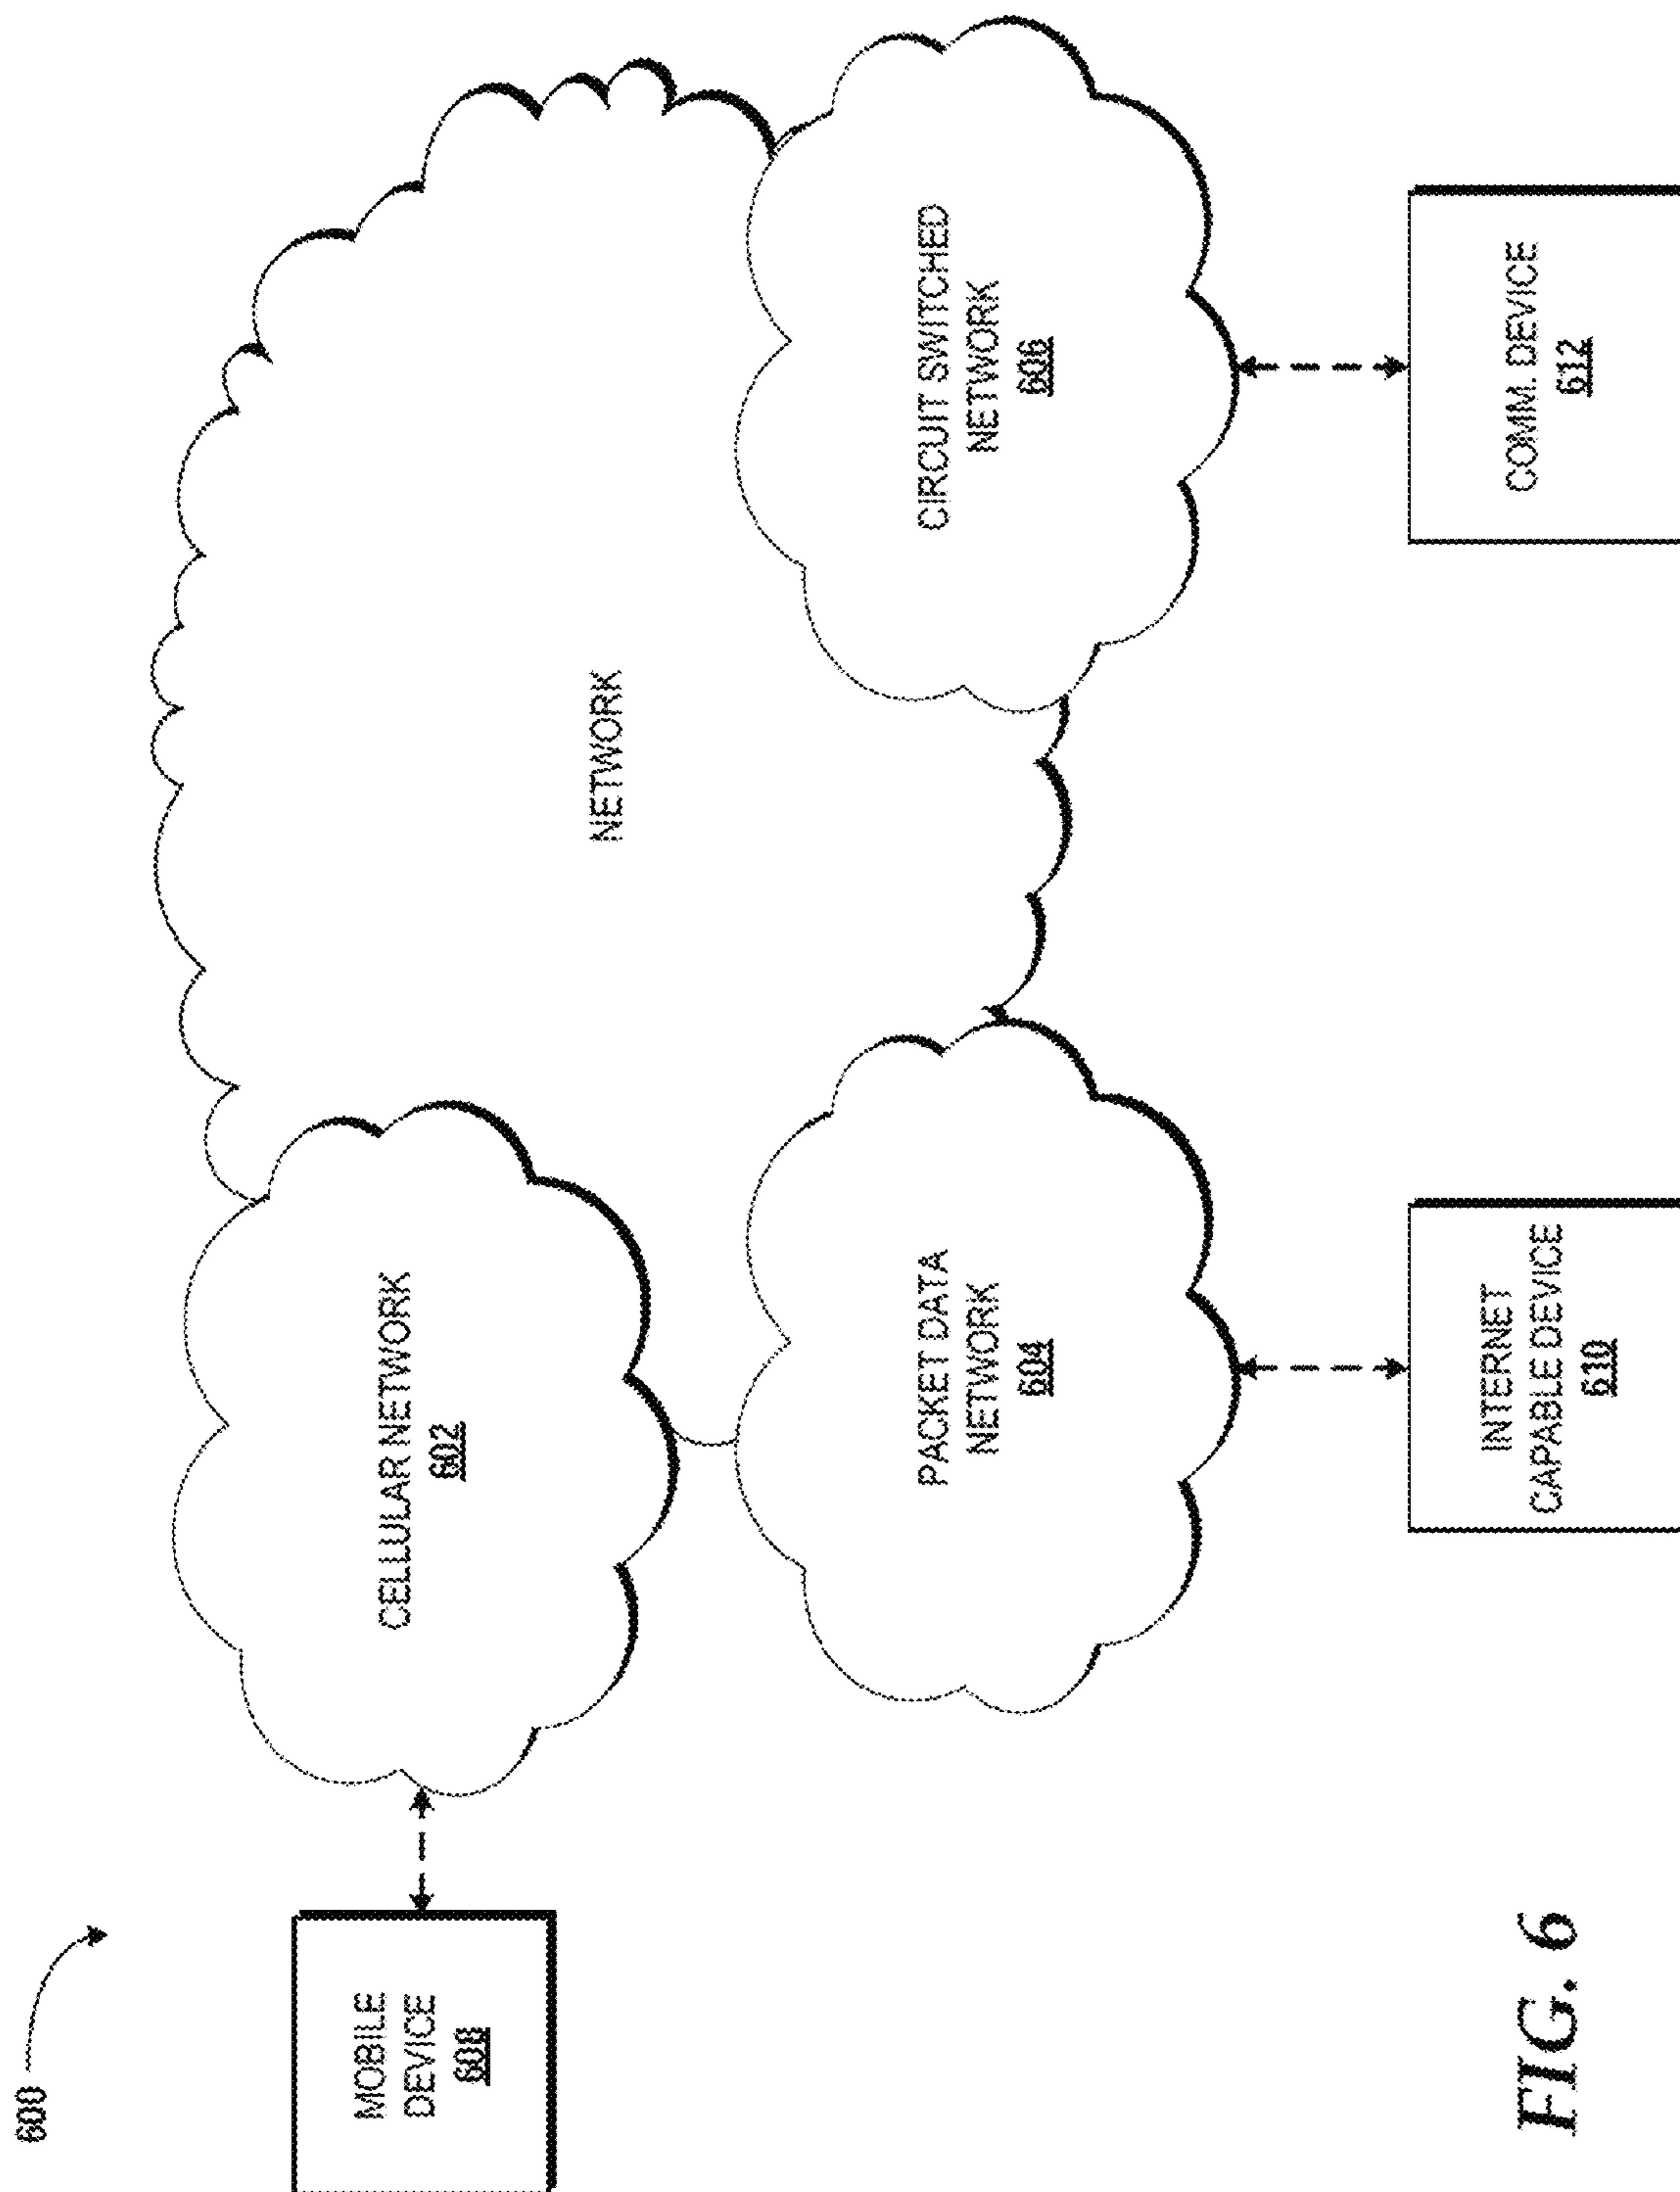 600
MOBILE
DEVICE
608
CELLULAR NETWORK
602
NETWORK
PACKET DATA
NETWORK
604
CIRCUIT SWITCHED
NETWORK
606
INTERNET
CAPABLE DEVICE
610
COMM. DEVICE
612
FIG. 6